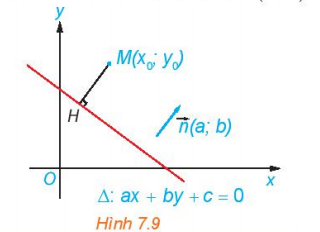 y
M(x₀; y₀)
H
n⃗(a; b)
O
x
Δ: ax + by + c = 0
Hình 7.9